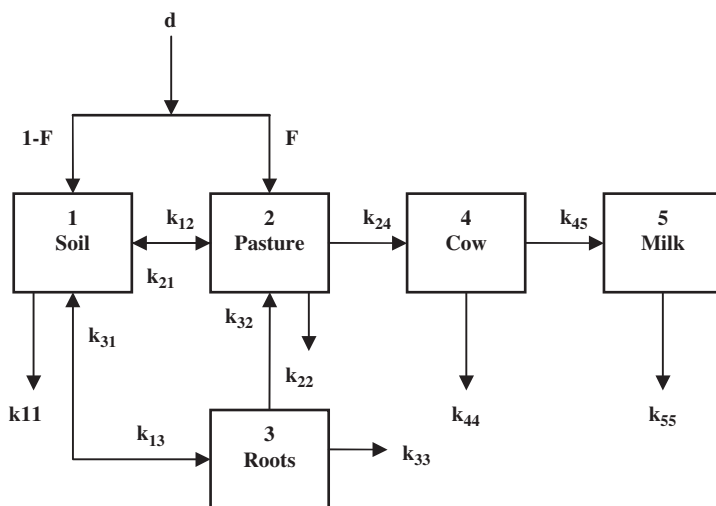 d
1-F
F
1
Soil
k12
k21
2
Pasture
k24
4
Cow
k45
5
Milk
k31
k32
k22
k11
k13
3
Roots
k33
k44
k55